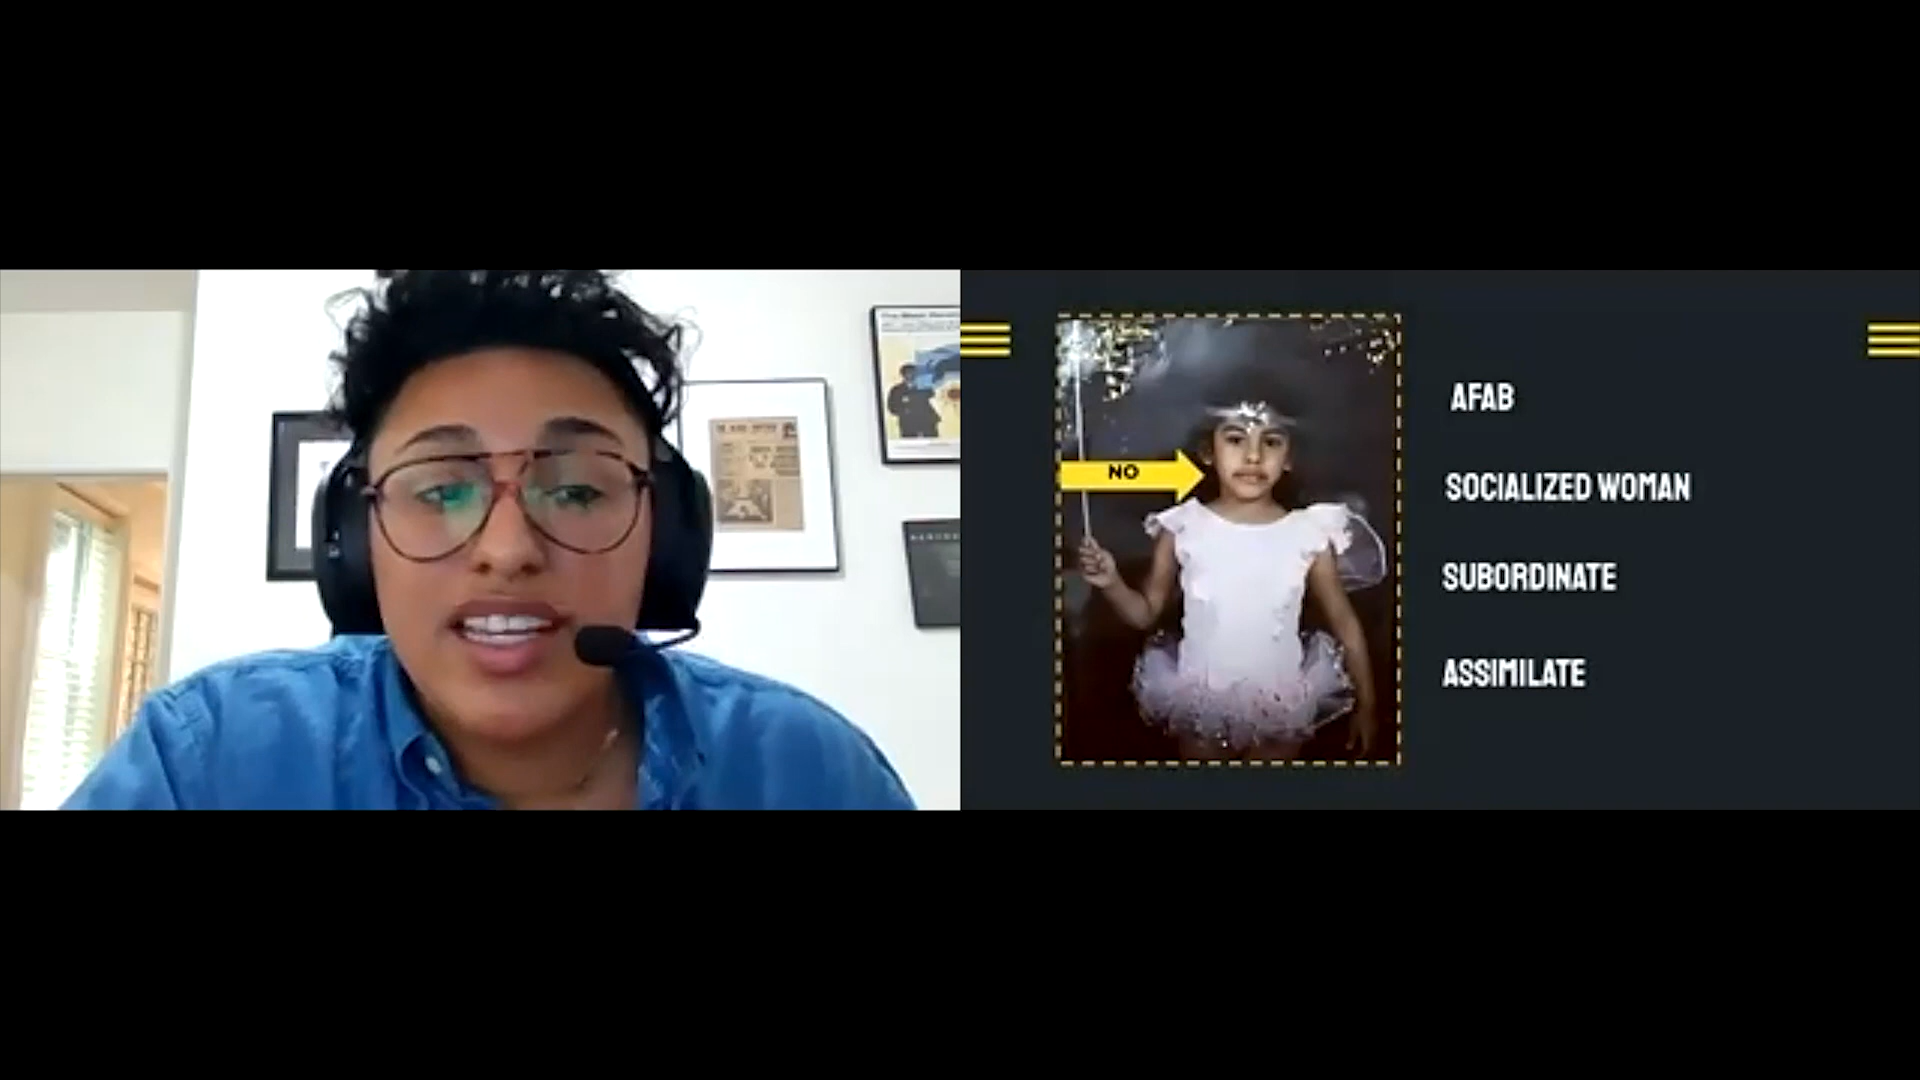 NO
AFAB
SOCIALIZED WOMAN
SUBORDINATE
ASSIMILATE